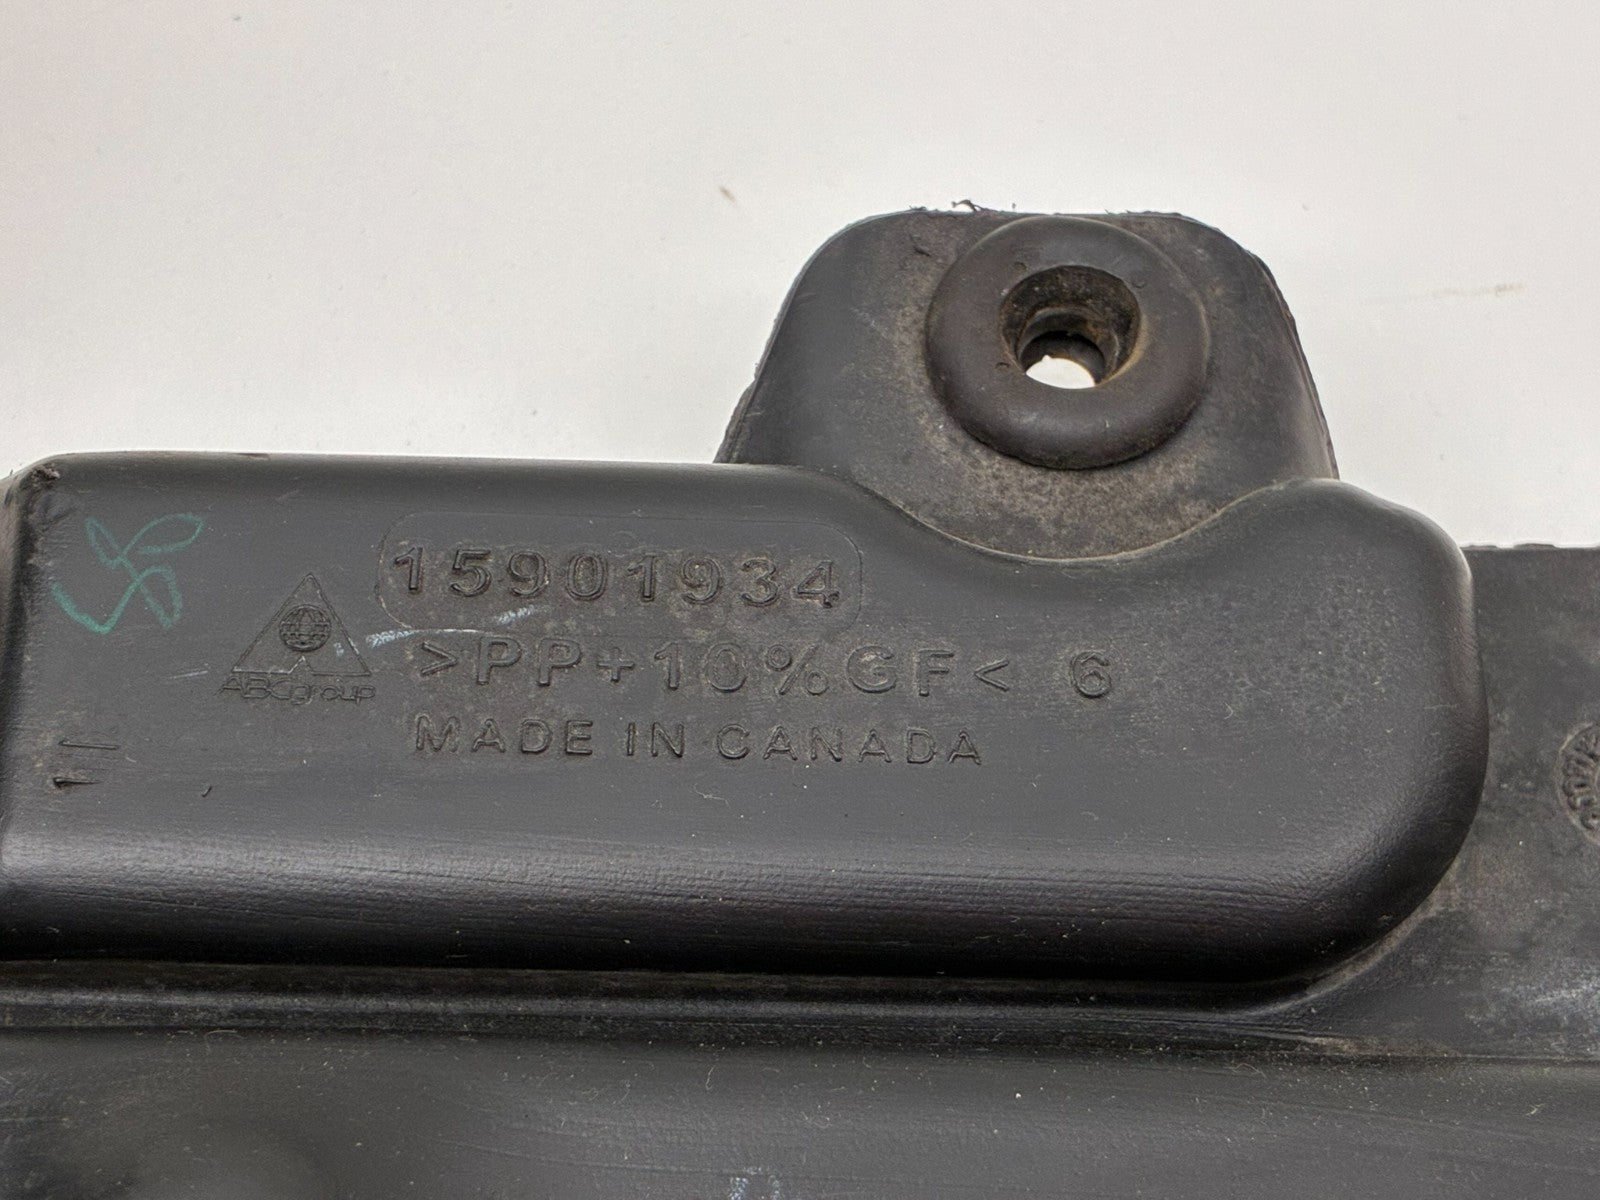 15901934
>PP+10%GF< 6
ABCgroup
MADE IN CANADA